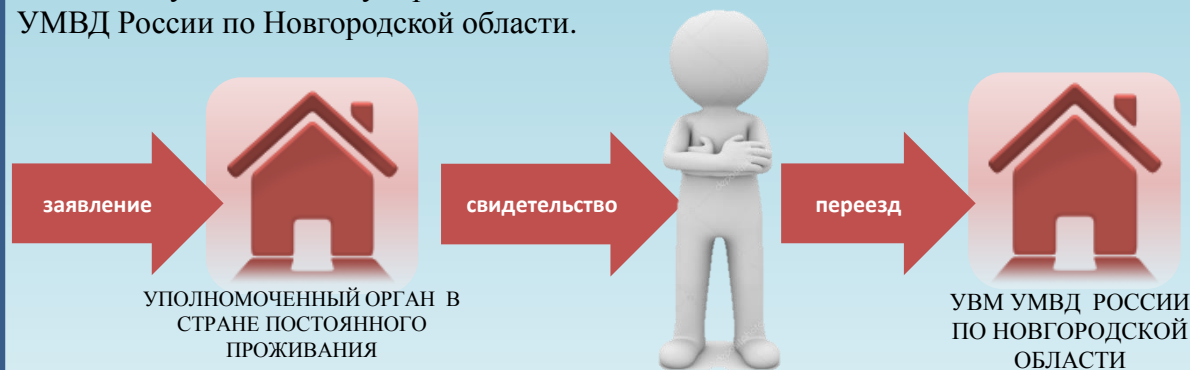 УМВД России по Новгородской области.
заявление
свидетельство
переезд
УПОЛНОМОЧЕННЫЙ ОРГАН В
СТРАНЕ ПОСТОЯННОГО
ПРОЖИВАНИЯ
УВМ УМВД РОССИИ
ПО НОВГОРОДСКОЙ
ОБЛАСТИ